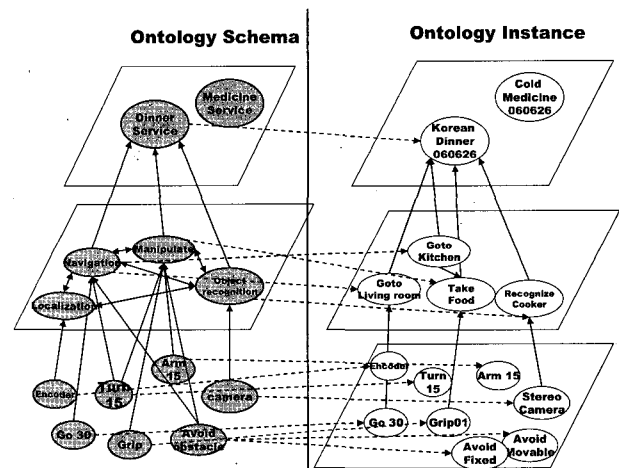 Ontology Schema
Ontology Instance
Medicine
Service
Dinner
Service
Cold
Medicine
060626
Korean
Dinner
060626
Manipulate
Navigation
Object
recognition
Localization
Goto
Kitchon
Goto
Living room
Take
Food
Recognize
Cooker
Arm
15
Encoder
Turn
15
camera
Go 30
Grip
Avoid
obstacle
Encoder
Turn
15
Arm 15
Stereo
Camera
Go 30
Grip01
Avoid
Movable
Avoid
Fixed